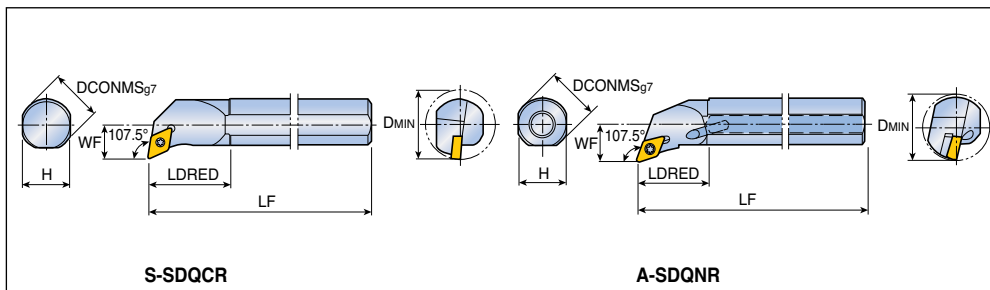 DCONMSg7
WF
107.5°
H
LDRED
LF
DMIN
S-SDQCR
DCONMSg7
WF
107.5°
H
LDRED
LF
DMIN
A-SDQNR